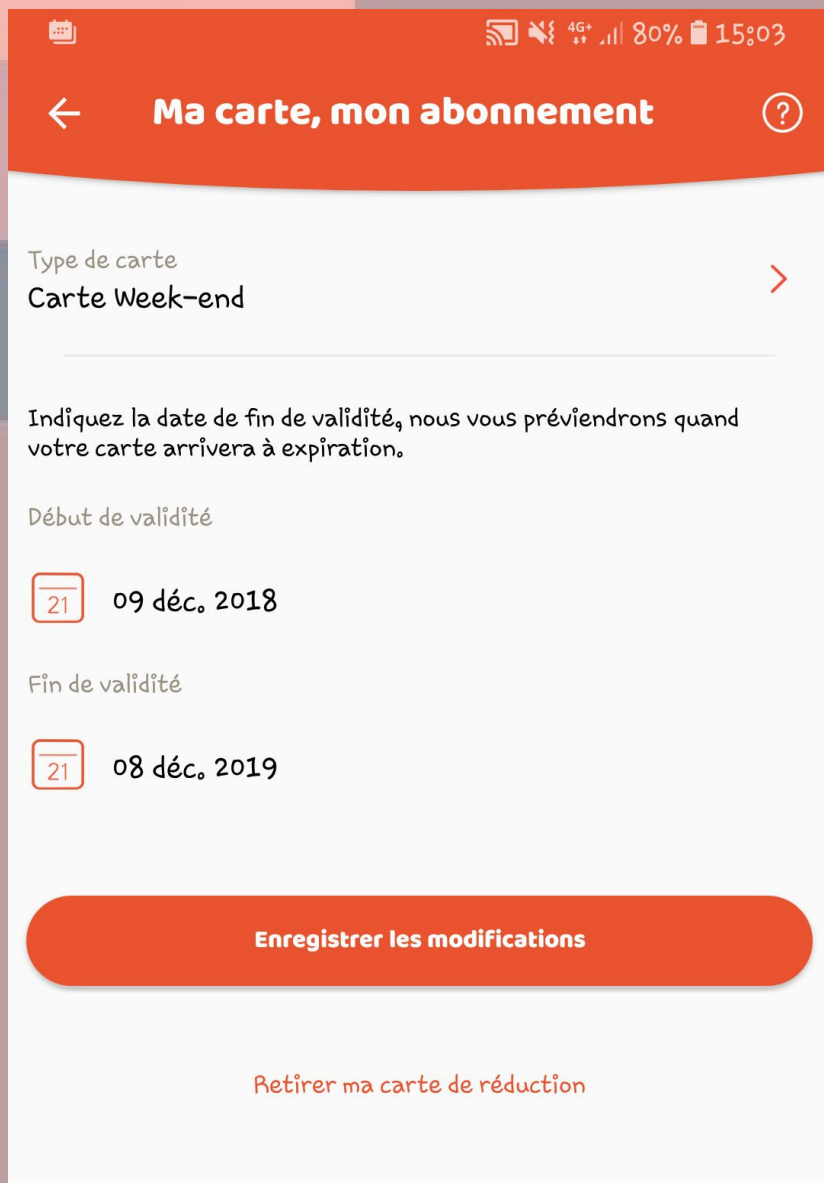 4G+ 80% 15:03
Ma carte, mon abonnement ?
Type de carte
Carte Week-end
Indiquez la date de fin de validité, nous vous préviendrons quand
votre carte arrivera à expiration.
Début de validité
21 09 déc. 2018
Fin de validité
21 08 déc. 2019
Enregistrer les modifications
Retirer ma carte de réduction